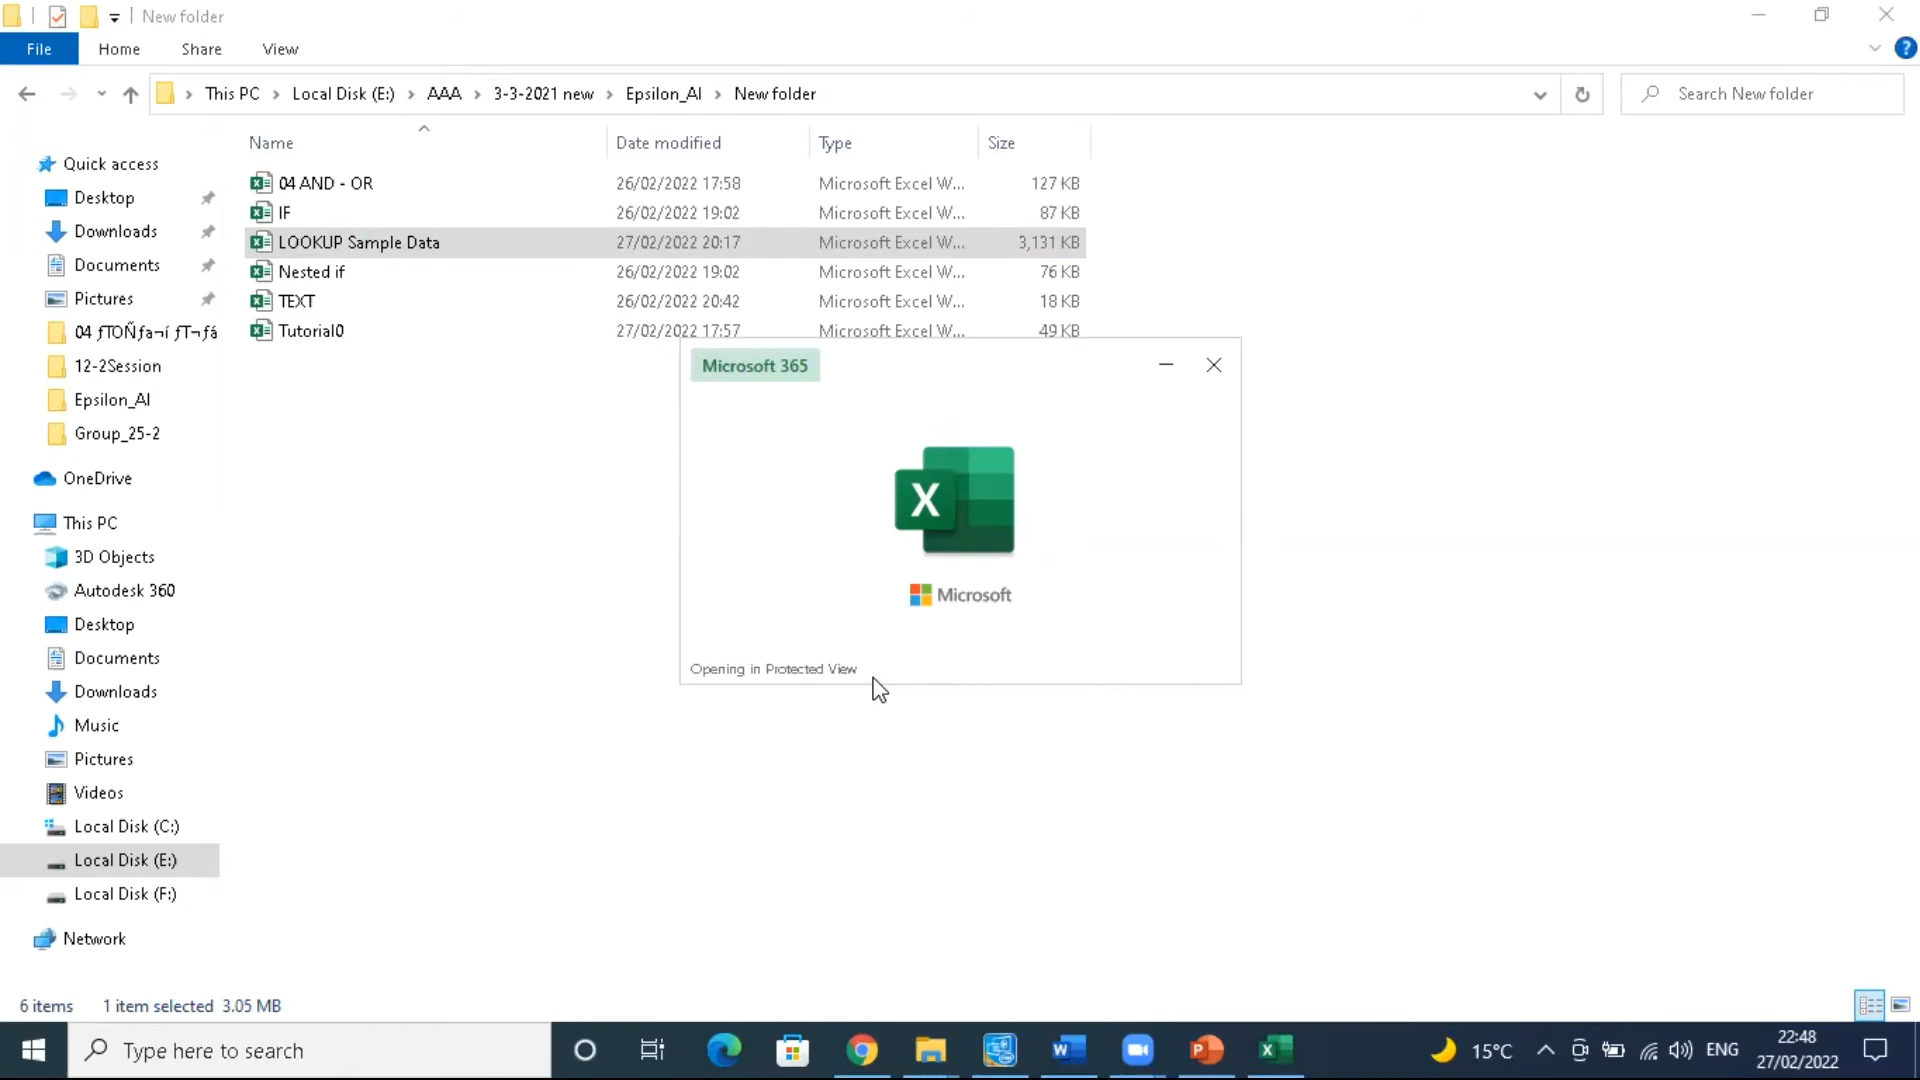 New folder
File Home Share View
This PC Local Disk (E:) AAA 3-3-2021 new Epsilon_AI New folder
Search New folder
Name Date modified Type Size
04 AND - OR 26/02/2022 17:58 Microsoft Excel W... 127 KB
IF 26/02/2022 19:02 Microsoft Excel W... 87 KB
LOOKUP Sample Data 27/02/2022 20:17 Microsoft Excel W... 3,131 KB
Nested if 26/02/2022 19:02 Microsoft Excel W... 76 KB
TEXT 26/02/2022 20:42 Microsoft Excel W... 18 KB
Tutorial0 27/02/2022 17:57 Microsoft Excel W... 49 KB
Quick access
Desktop
Downloads
Documents
Pictures
04 ƒTOÑƒa¬í ƒT¬ƒá
12-2Session
Epsilon_AI
Group_25-2
OneDrive
This PC
3D Objects
Autodesk 360
Desktop
Documents
Downloads
Music
Pictures
Videos
Local Disk (C:)
Local Disk (E:)
Local Disk (F:)
Network
Microsoft 365
X
Microsoft
Opening in Protected View
6 items 1 item selected 3.05 MB
Type here to search
15°C ENG
22:48
27/02/2022